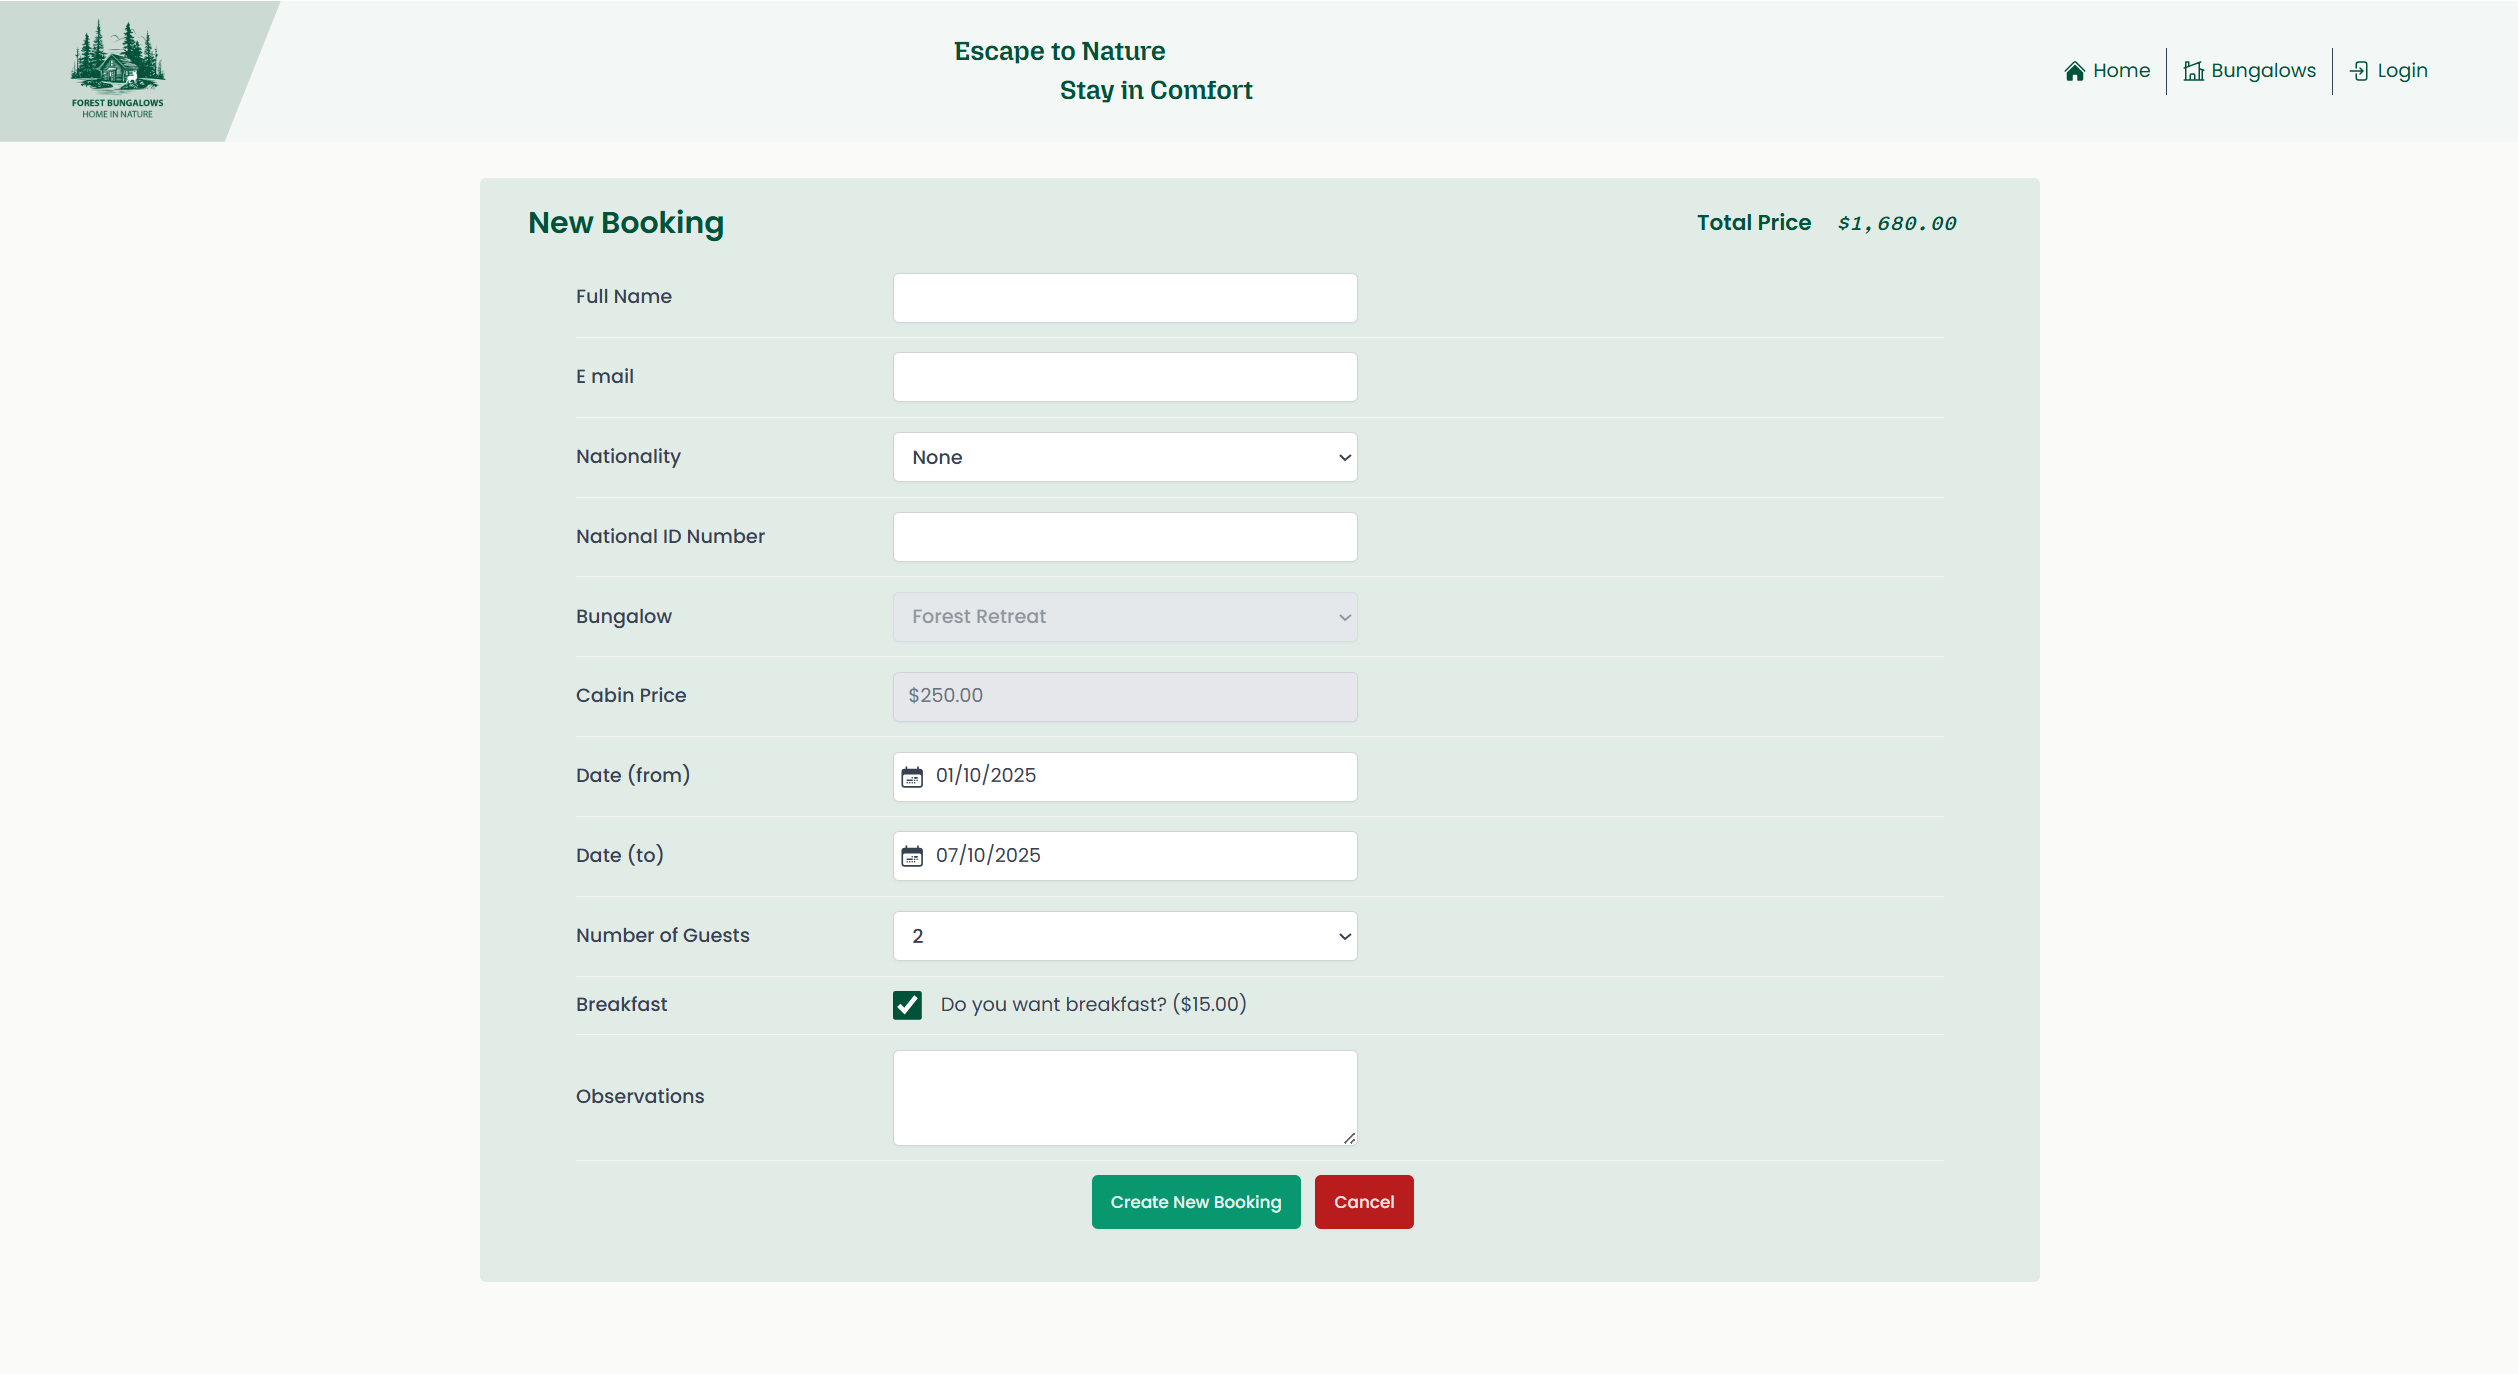 FOREST BUNGALOWS
HOME IN NATURE
Escape to Nature
Stay in Comfort
Home
Bungalows
Login
New Booking
Total Price $1,680.00
Full Name
E mail
Nationality None
National ID Number
Bungalow Forest Retreat
Cabin Price $250.00
Date (from) 01/10/2025
Date (to) 07/10/2025
Number of Guests 2
Breakfast Do you want breakfast? ($15.00)
Observations
Create New Booking Cancel